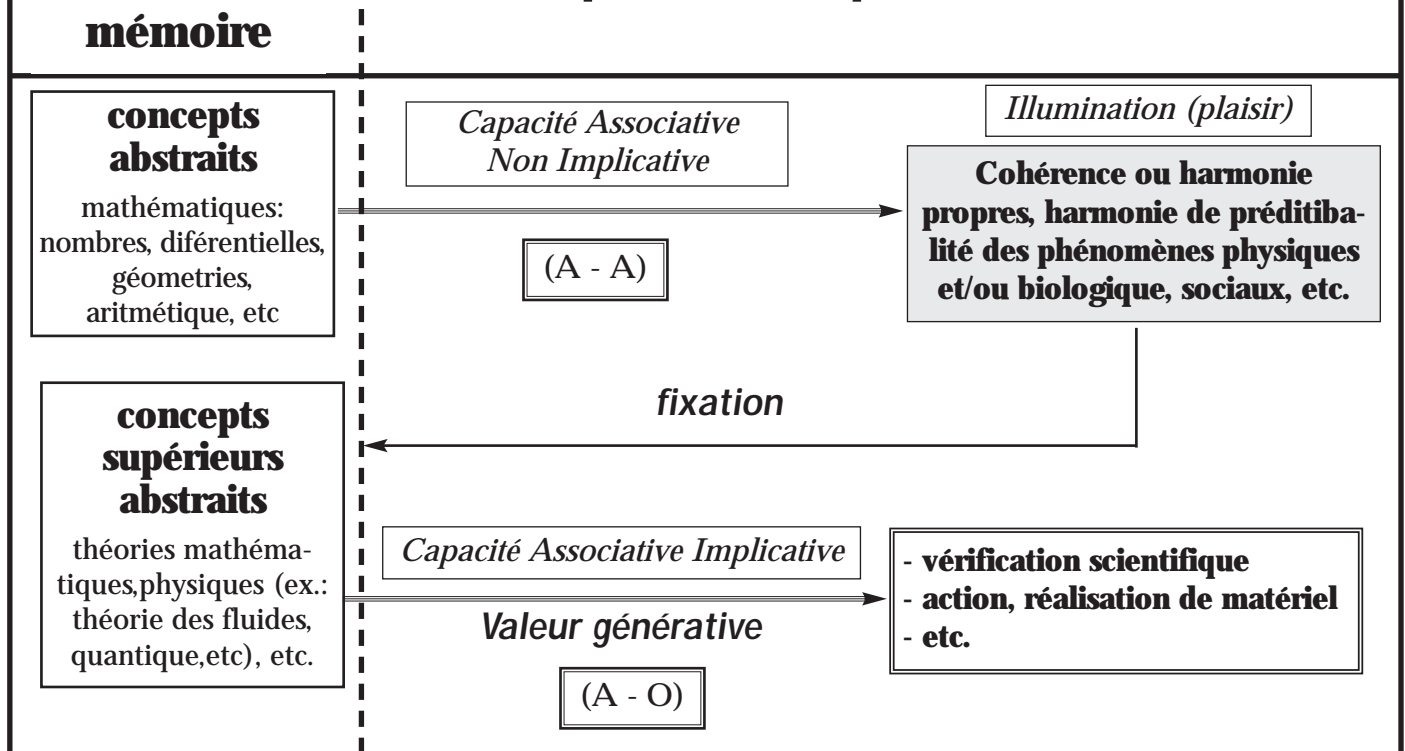 mémoire
concepts
abstraits
mathématiques:
nombres, diférentielles,
géometries,
aritmétique, etc
Capacité Associative
Non Implicative
(A - A)
Illumination (plaisir)
Cohérence ou harmonie
propres, harmonie de préditiba-
lité des phénomènes physiques
et/ou biologique, sociaux, etc.
fixation
concepts
supérieurs
abstraits
théories mathéma-
tiques,physiques (ex.:
théorie des fluides,
quantique,etc), etc.
Capacité Associative Implicative
Valeur générative
(A - O)
- vérification scientifique
- action, réalisation de matériel
- etc.